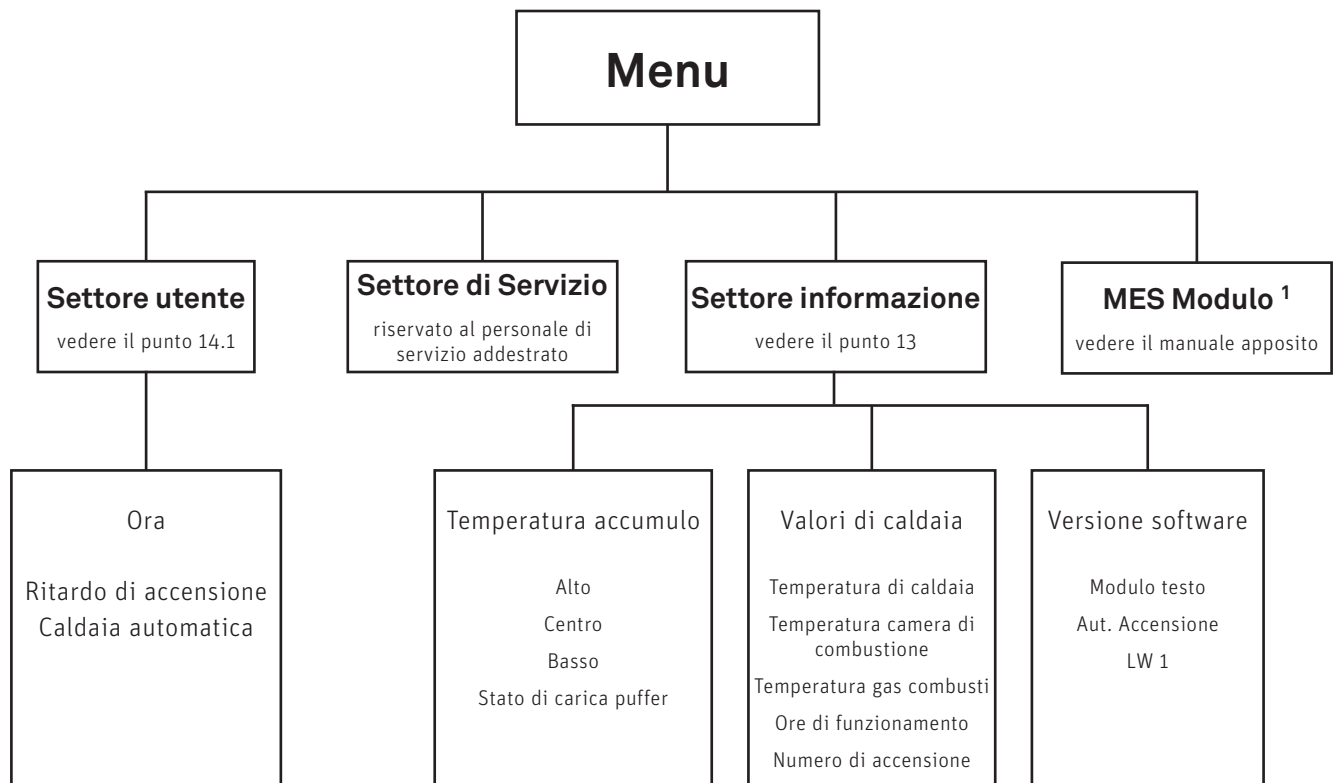 Menu
Settore utente
vedere il punto 14.1
Settore di Servizio
riservato al personale di
servizio addestrato
Settore informazione
vedere il punto 13
MES Modulo ¹
vedere il manuale apposito
Ora
Ritardo di accensione
Caldaia automatica
Temperatura accumulo
Alto
Centro
Basso
Stato di carica puffer
Valori di caldaia
Temperatura di caldaia
Temperatura camera di
combustione
Temperatura gas combusti
Ore di funzionamento
Numero di accensione
Versione software
Modulo testo
Aut. Accensione
LW 1